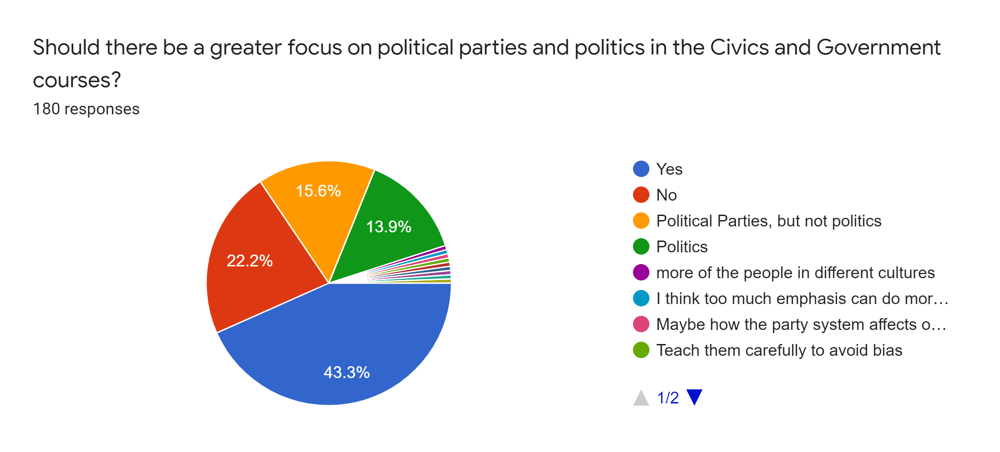 Should there be a greater focus on political parties and politics in the Civics and Government
courses?
180 responses
15.6%
13.9%
22.2%
43.3%
Yes
No
Political Parties, but not politics
Politics
more of the people in different cultures
I think too much emphasis can do mor…
Maybe how the party system affects o…
Teach them carefully to avoid bias
1/2